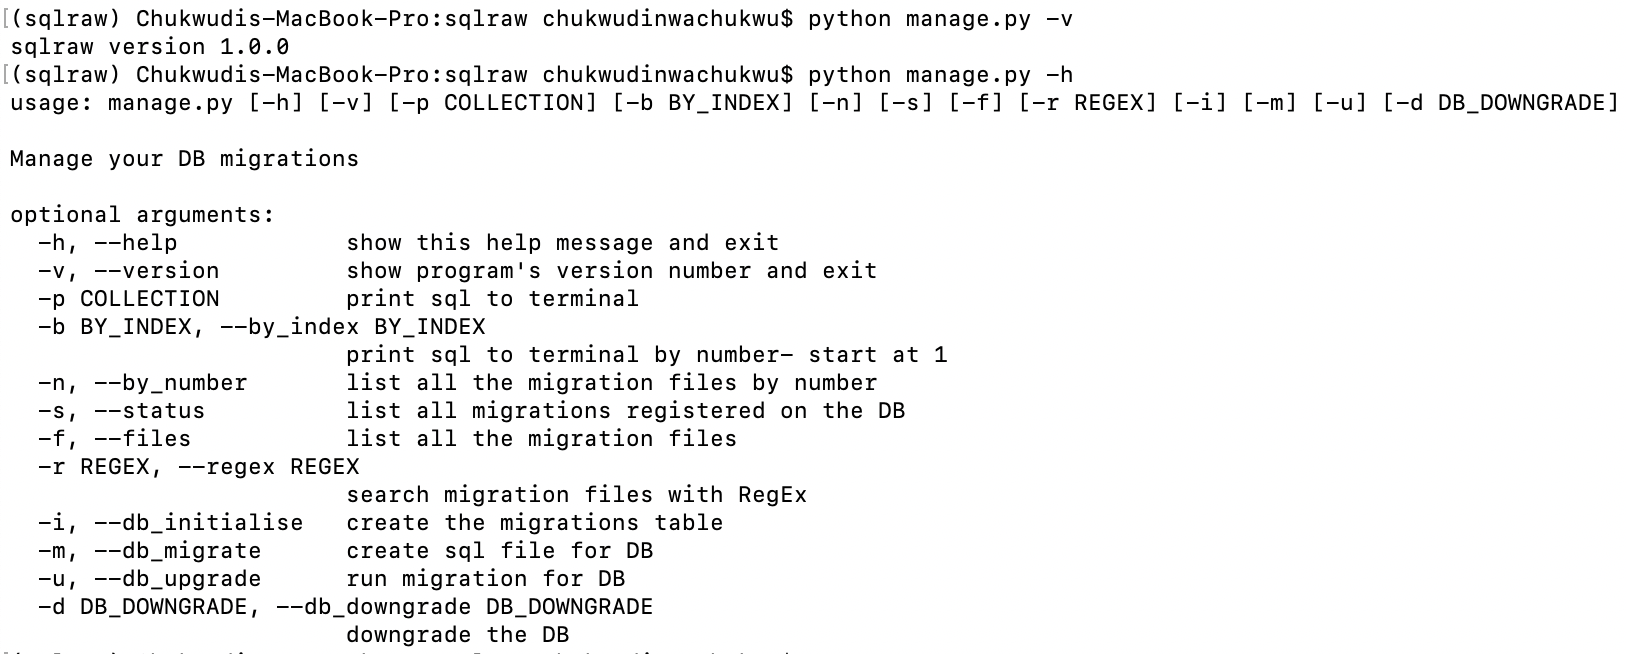 [(sqlraw) Chukwudis-MacBook-Pro:sqlraw chukwudinwachukwu$ python manage.py -v
sqlraw version 1.0.0
[(sqlraw) Chukwudis-MacBook-Pro:sqlraw chukwudinwachukwu$ python manage.py -h
usage: manage.py [-h] [-v] [-p COLLECTION] [-b BY_INDEX] [-n] [-s] [-f] [-r REGEX] [-i] [-m] [-u] [-d DB_DOWNGRADE]

Manage your DB migrations

optional arguments:
  -h, --help            show this help message and exit
  -v, --version         show program's version number and exit
  -p COLLECTION         print sql to terminal
  -b BY_INDEX, --by_index BY_INDEX
                        print sql to terminal by number- start at 1
  -n, --by_number       list all the migration files by number
  -s, --status          list all migrations registered on the DB
  -f, --files           list all the migration files
  -r REGEX, --regex REGEX
                        search migration files with RegEx
  -i, --db_initialise   create the migrations table
  -m, --db_migrate      create sql file for DB
  -u, --db_upgrade      run migration for DB
  -d DB_DOWNGRADE, --db_downgrade DB_DOWNGRADE
                        downgrade the DB